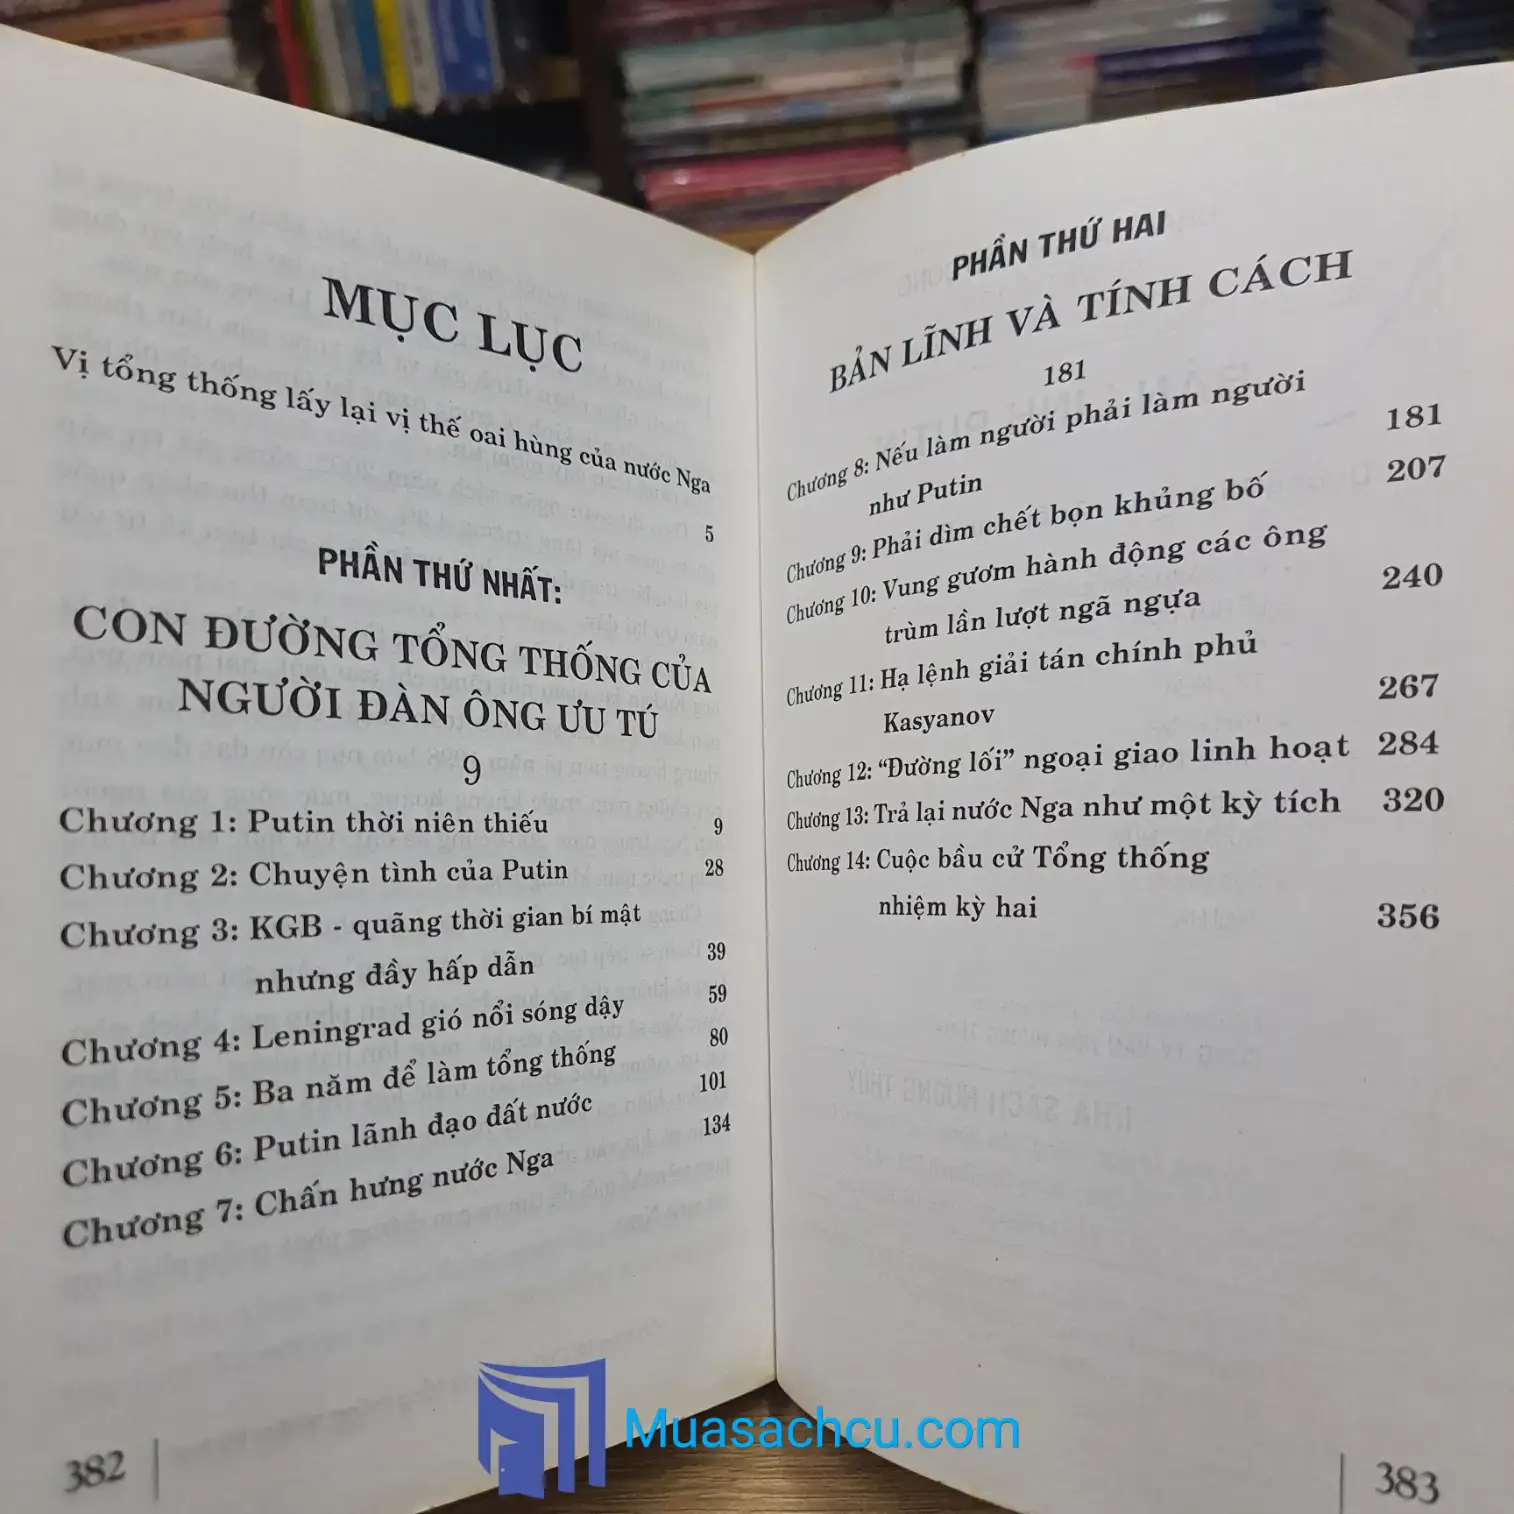 MỤC LỤC
Vị tổng thống lấy lại vị thế oai hùng của nước Nga
5
PHẦN THỨ NHẤT:
CON ĐƯỜNG TỔNG THỐNG CỦA
NGƯỜI ĐÀN ÔNG ƯU TÚ
9
Chương 1: Putin thời niên thiếu 9
Chương 2: Chuyện tình của Putin 28
Chương 3: KGB - quãng thời gian bí mật
nhưng đầy hấp dẫn 39
Chương 4: Leningrad gió nổi sóng dậy 59
Chương 5: Ba năm để làm tổng thống 80
Chương 6: Putin lãnh đạo đất nước 101
Chương 7: Chấn hưng nước Nga 134
382
PHẦN THỨ HAI
BẢN LĨNH VÀ TÍNH CÁCH
181
Chương 8: Nếu làm người phải làm người
như Putin 181
Chương 9: Phải dìm chết bọn khủng bố 207
Chương 10: Vung gươm hành động các ông
trùm lần lượt ngã ngựa 240
Chương 11: Hạ lệnh giải tán chính phủ
Kasyanov 267
Chương 12: “Đường lối” ngoại giao linh hoạt 284
Chương 13: Trả lại nước Nga như một kỳ tích 320
Chương 14: Cuộc bầu cử Tổng thống
nhiệm kỳ hai 356
383
Muasachcu.com